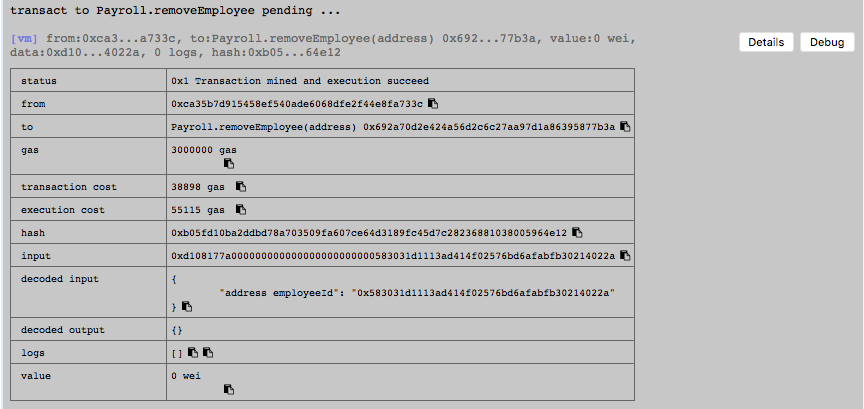 transact to Payroll.removeEmployee pending ...
[vm] from:0xca3...a733c, to:Payroll.removeEmployee(address) 0x692...77b3a, value:0 wei,
data:0xd10...4022a, 0 logs, hash:0xb05...64e12
Details Debug
status 0x1 Transaction mined and execution succeed
from 0xca35b7d915458ef540ade6068dfe2f44e8fa733c
to Payroll.removeEmployee(address) 0x692a70d2e424a56d2c6c27aa97d1a86395877b3a
gas 3000000 gas
transaction cost 38898 gas
execution cost 55115 gas
hash 0xb05fd10ba2ddbd78a703509fa607ce64d3189fc45d7c28236881038005964e12
input 0xd108177a000000000000000000000000583031d1113ad414f02576bd6afabfb30214022a
decoded input {
"address employeeId": "0x583031d1113ad414f02576bd6afabfb30214022a"
}
decoded output {}
logs []
value 0 wei